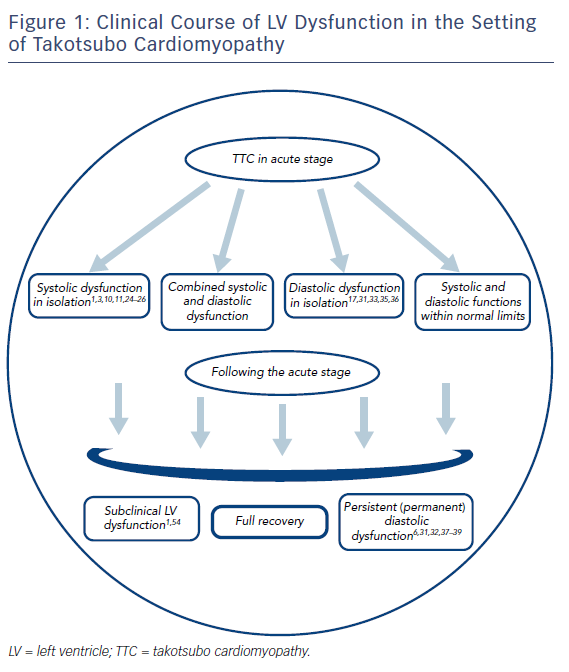 Figure 1: Clinical Course of LV Dysfunction in the Setting
of Takotsubo Cardiomyopathy
TTC in acute stage
Systolic dysfunction
in isolation1,3,10,11,24–26
Combined systolic
and diastolic
dysfunction
Diastolic dysfunction
in isolation17,31,33,35,36
Systolic and
diastolic functions
within normal limits
Following the acute stage
Subclinical LV
dysfunction1,54
Full recovery
Persistent (permanent)
diastolic
dysfunction6,31,32,37–39
LV = left ventricle; TTC = takotsubo cardiomyopathy.